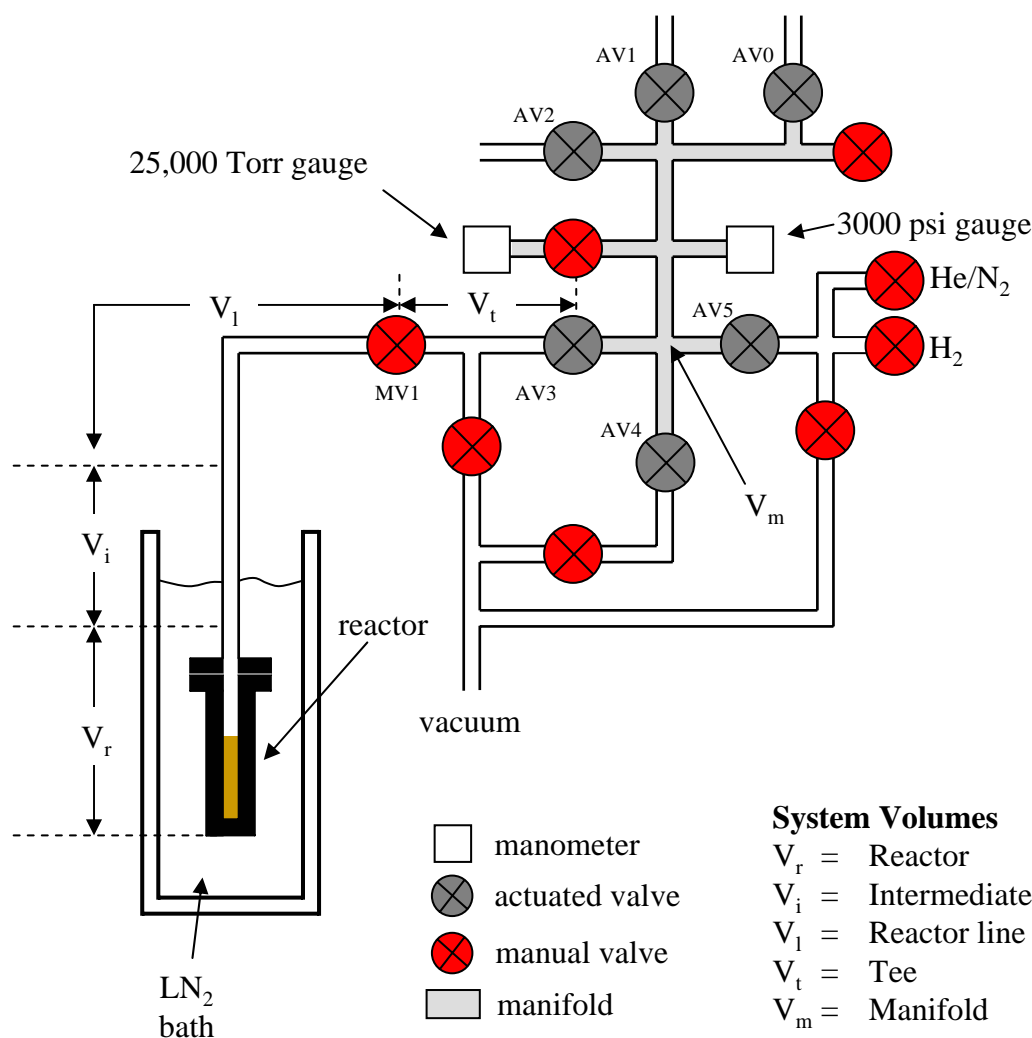 AV1
AV0
AV2
25,000 Torr gauge
3000 psi gauge
He/N₂
V₁
Vₜ
AV5
H₂
MV1
AV3
AV4
Vₘ
Vᵢ
reactor
Vᵣ
vacuum
manometer
actuated valve
manual valve
manifold
LN₂
bath
System Volumes
Vᵣ = Reactor
Vᵢ = Intermediate
Vₗ = Reactor line
Vₜ = Tee
Vₘ = Manifold